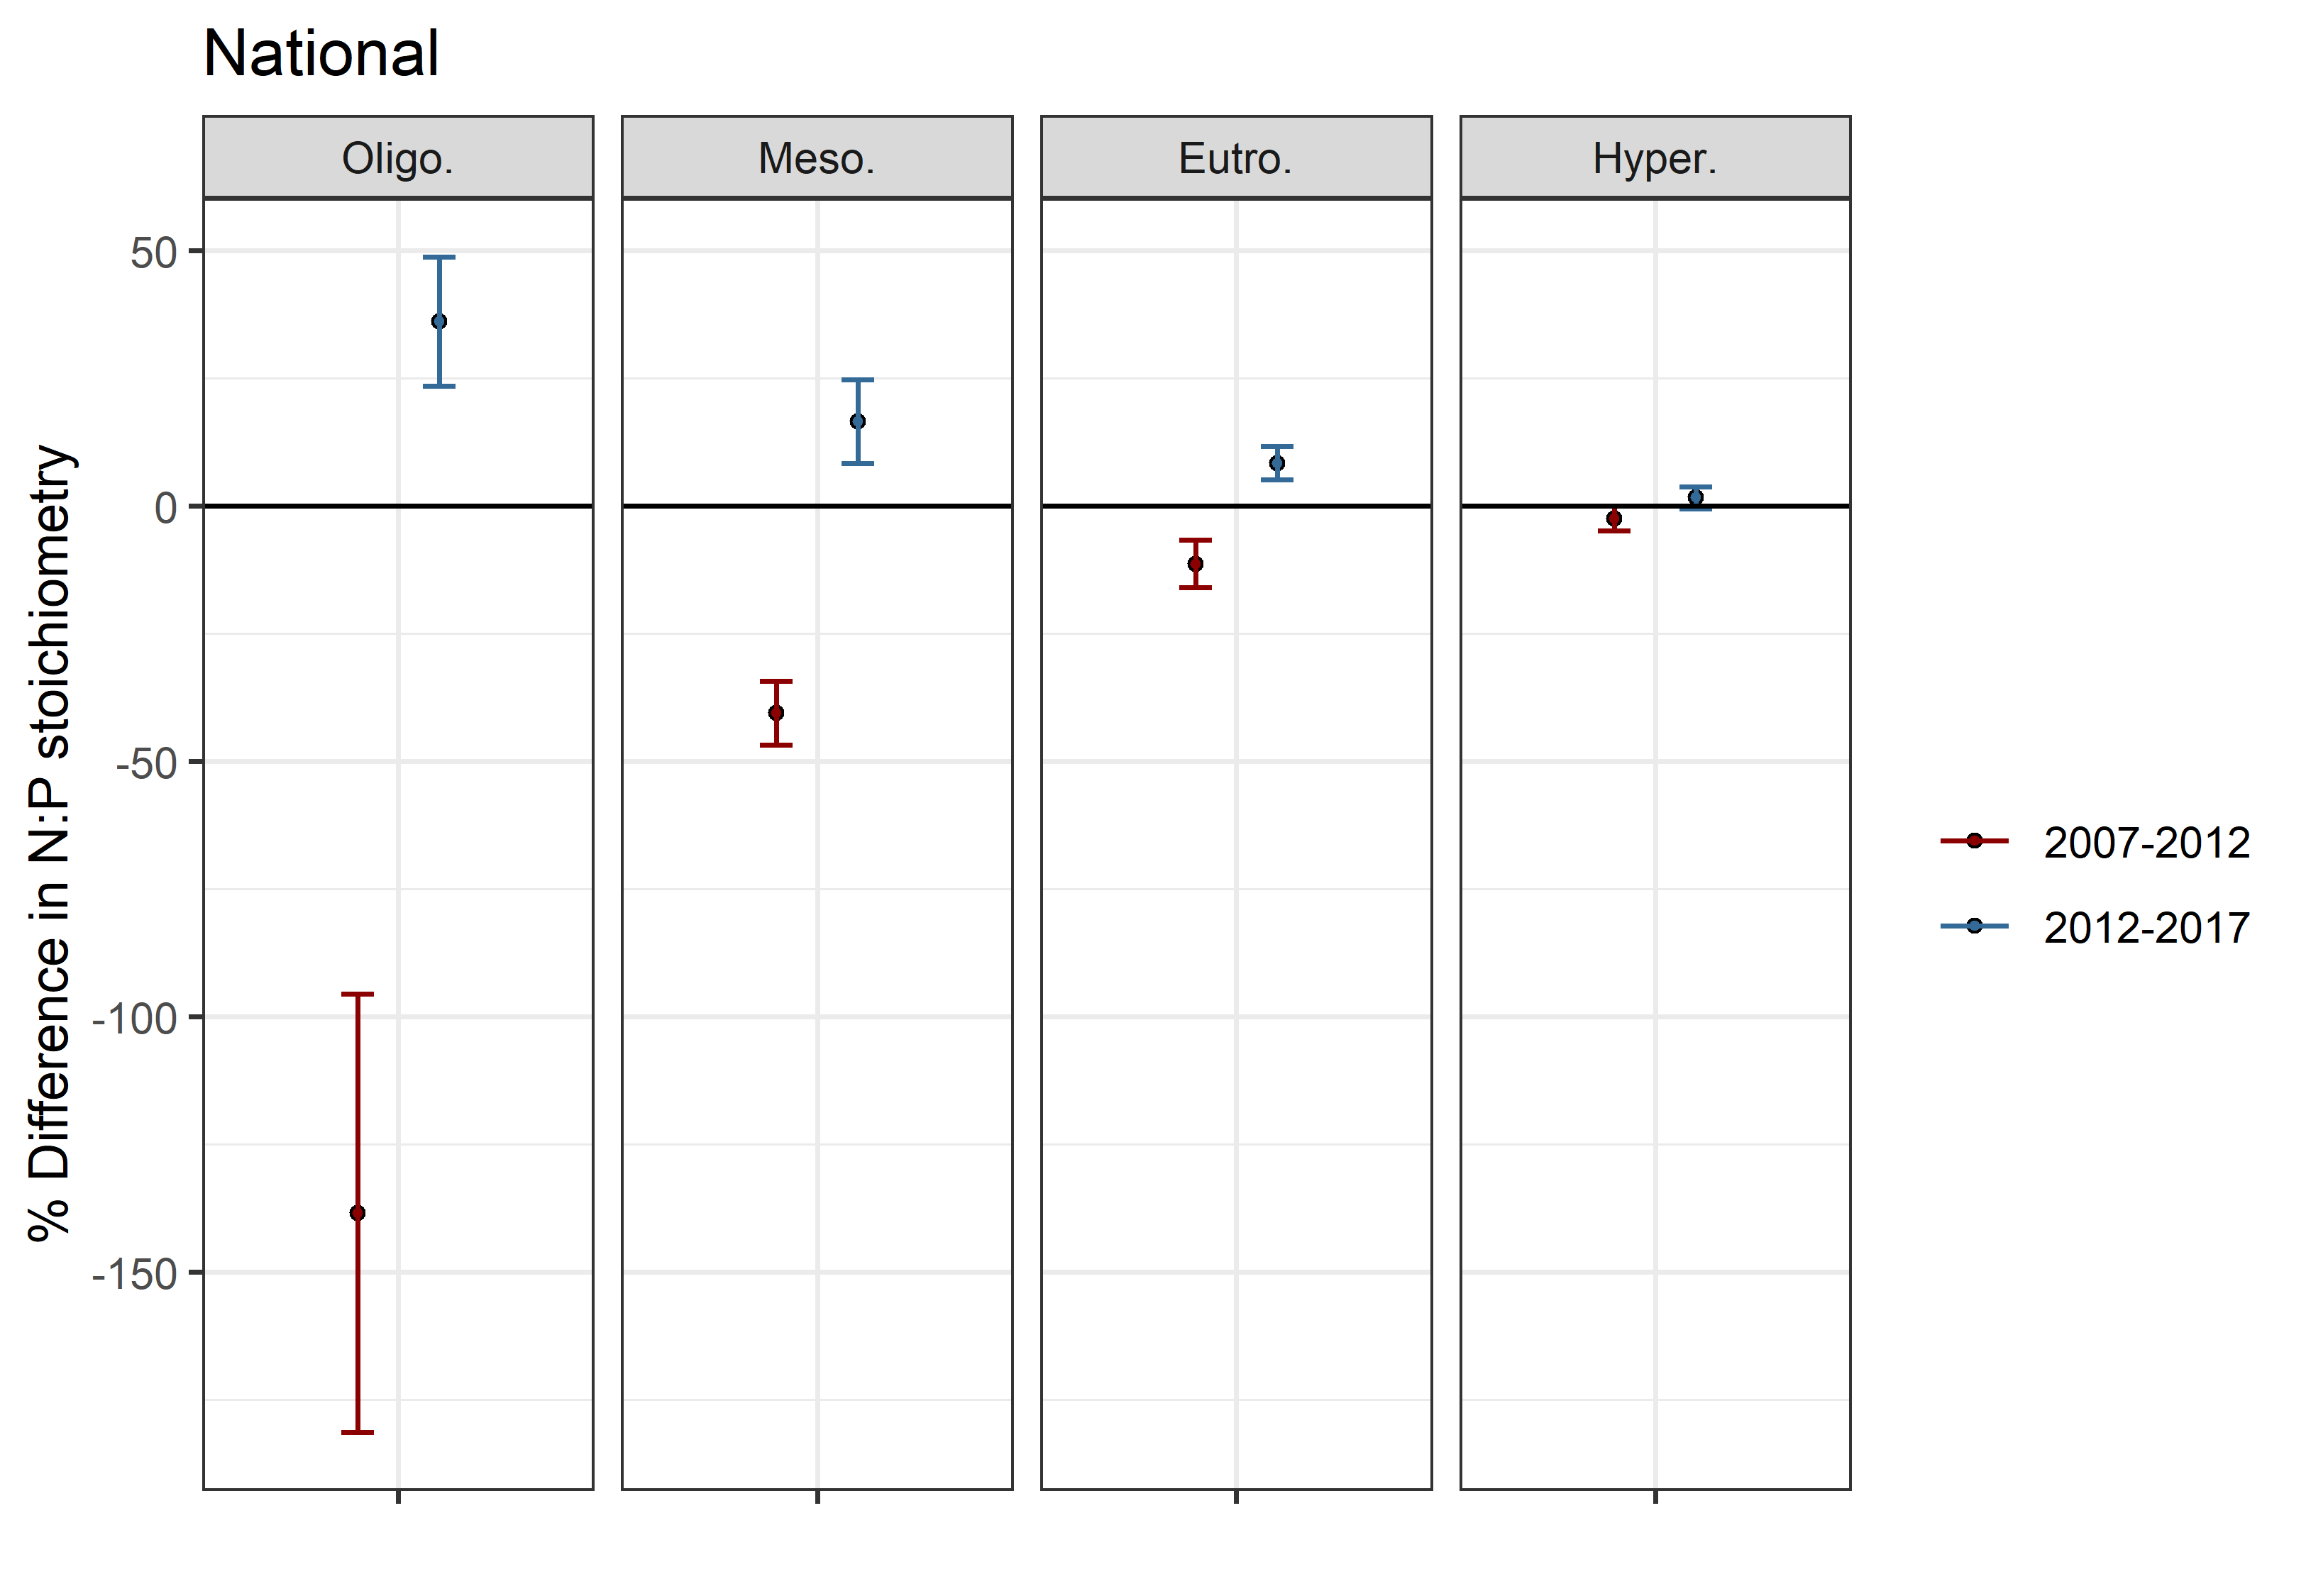 National
Oligo.
Meso.
Eutro.
Hyper.
% Difference in N:P stoichiometry
50
0
-50
-100
-150
2007-2012
2012-2017